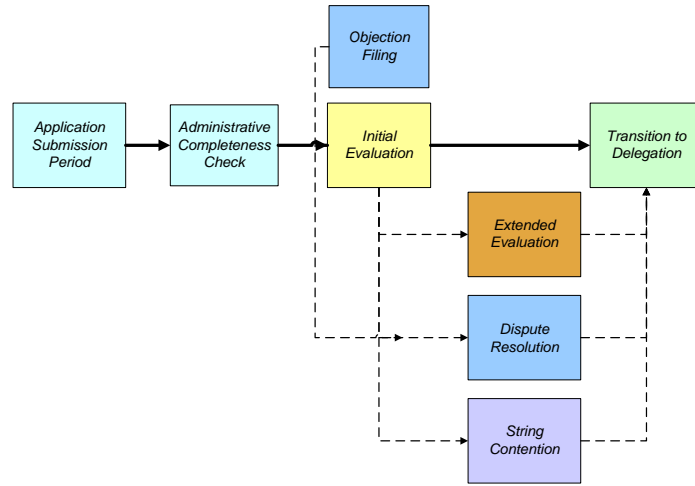 Objection
Filing
Application
Submission
Period
Administrative
Completeness
Check
Initial
Evaluation
Transition to
Delegation
Extended
Evaluation
Dispute
Resolution
String
Contention